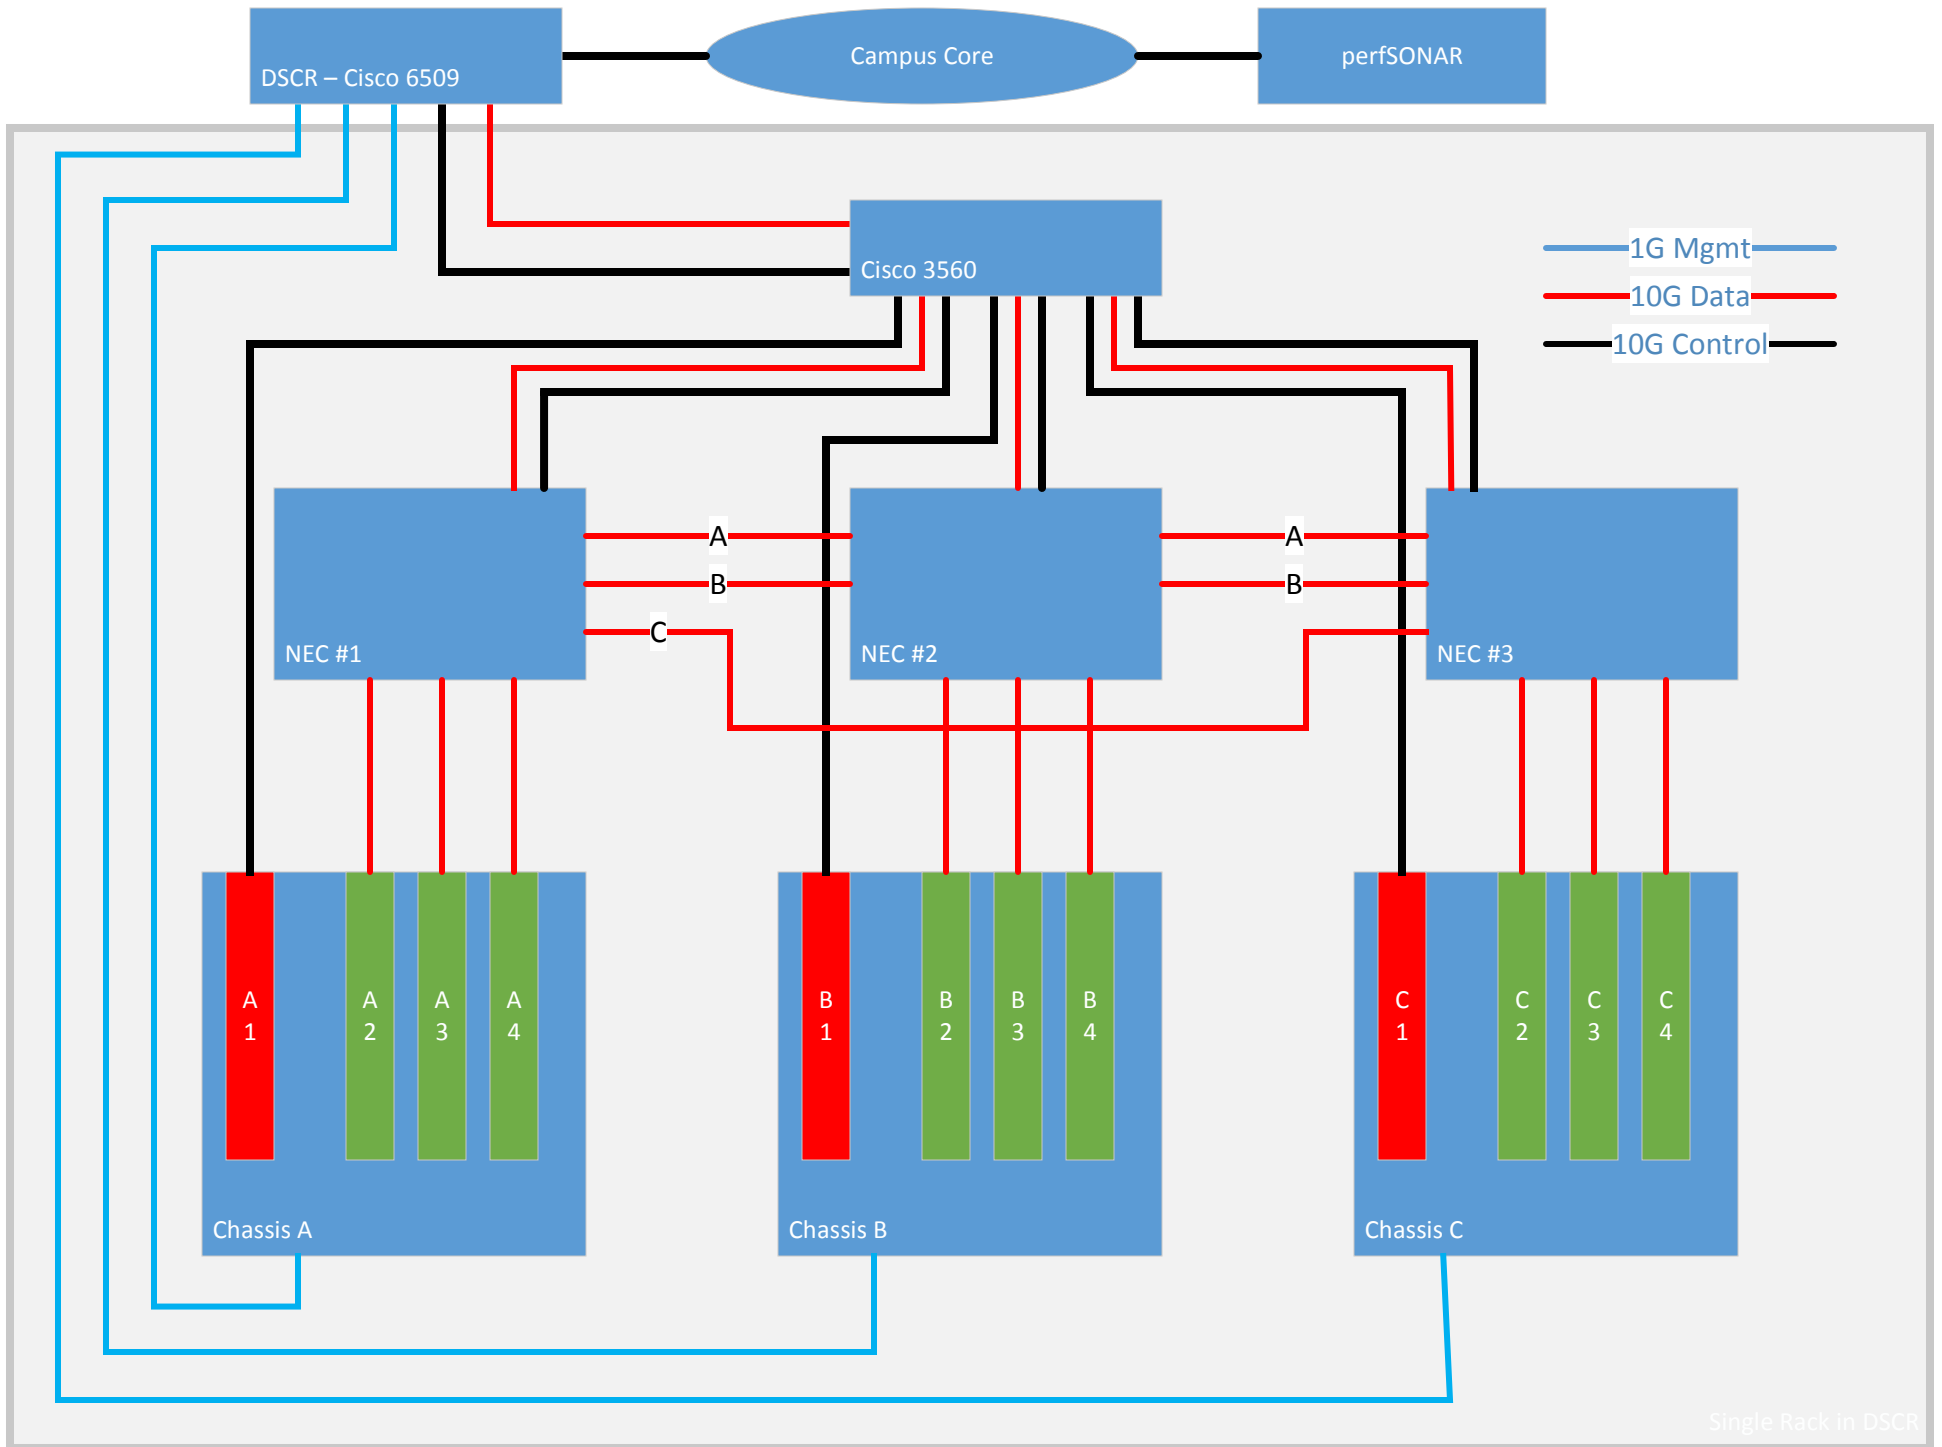 DSCR – Cisco 6509
Campus Core
perfSONAR
Cisco 3560
1G Mgmt
10G Data
10G Control
A
A
B
B
C
NEC #1
NEC #2
NEC #3
A
1
A
2
A
3
A
4
B
1
B
2
B
3
B
4
C
1
C
2
C
3
C
4
Chassis A
Chassis B
Chassis C
Single Rack in DSCR